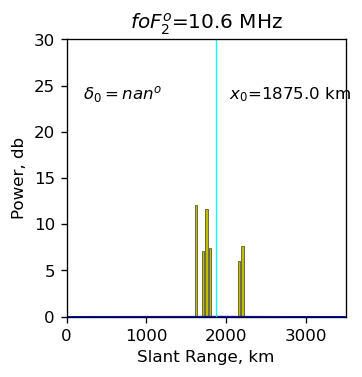 foF₂ᵒ=10.6 MHz
30
25
δ₀ = nanᵒ
x₀=1875.0 km
20
15
10
5
0
Power, db
0 1000 2000 3000
Slant Range, km